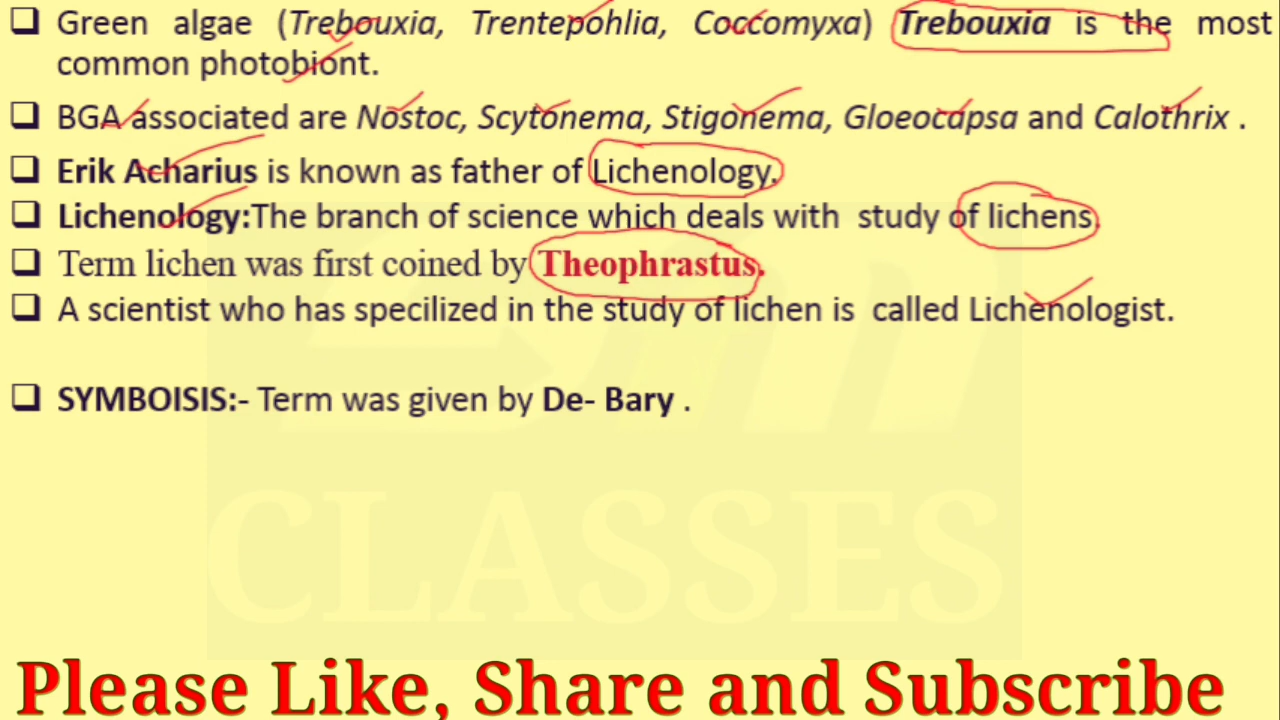 ❑ Green algae (Trebouxia, Trentepohlia, Coccomyxa) Trebouxia is the most
common photobiont.
❑ BGA associated are Nostoc, Scytonema, Stigonema, Gloeocapsa and Calothrix .
❑ Erik Acharius is known as father of Lichenology.
❑ Lichenology:The branch of science which deals with study of lichens.
❑ Term lichen was first coined by Theophrastus.
❑ A scientist who has specilized in the study of lichen is called Lichenologist.
❑ SYMBOISIS:- Term was given by De- Bary .
CLASSES
Please Like, Share and Subscribe